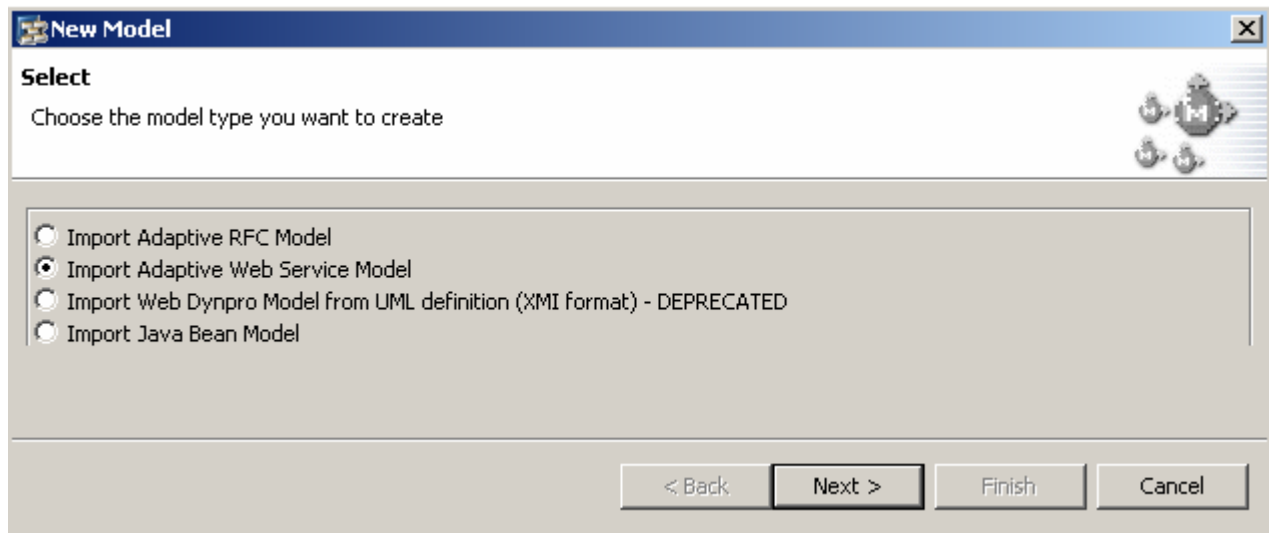 New Model
Select
Choose the model type you want to create
M
M
M
M
Import Adaptive RFC Model
Import Adaptive Web Service Model
Import Web Dynpro Model from UML definition (XMI format) - DEPRECATED
Import Java Bean Model
< Back Next > Finish Cancel